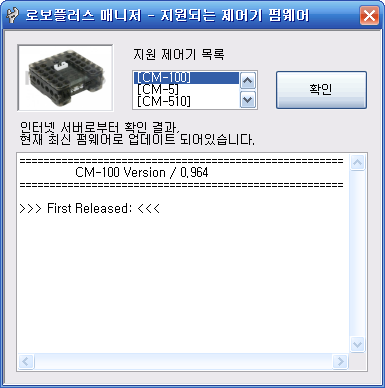 로보플러스 매니저 - 지원되는 제어기 펌웨어
지원 제어기 목록
[CM-100]
[CM-5]
[CM-510]
확인
인터넷 서버로부터 확인 결과,
현재 최신 펌웨어로 업데이트 되어있습니다.
======================================================
CM-100 Version / 0,964
======================================================
>>> First Released: <<<